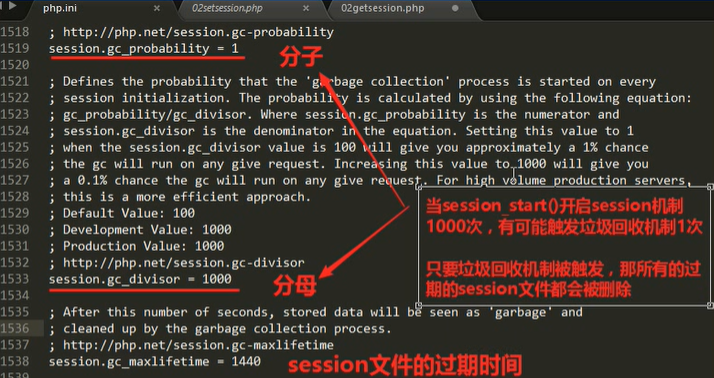 php.ini
02setsession.php
02getsession.php
1518 ; http://php.net/session.gc-probability
1519 session.gc_probability = 1
分子
1520
1521 ; Defines the probability that the 'garbage collection' process is started on every
1522 ; session initialization. The probability is calculated by using the following equation:
1523 ; gc_probability/gc_divisor. Where session.gc_probability is the numerator and
1524 ; session.gc_divisor is the denominator in the equation. Setting this value to 1
1525 ; when the session.gc_divisor value is 100 will give you approximately a 1% chance
1526 ; the gc will run on any give request. Increasing this value to 1000 will give you
1527 ; a 0.1% chance the gc will run on any give request. For high volume production servers,
1528 ; this is a more efficient approach.
1529 ; Default Value: 100
1530 ; Development Value: 1000
1531 ; Production Value: 1000
1532 ; http://php.net/session.gc-divisor
1533 session.gc_divisor = 1000
分母
当session_start()开启session机制
1000次，有可能触发垃圾回收机制1次
只要垃圾回收机制被触发，那所有的过
期的session文件都会被删除
1534
1535 ; After this number of seconds, stored data will be seen as 'garbage' and
1536 ; cleaned up by the garbage collection process.
1537 ; http://php.net/session.gc-maxlifetime
1538 session.gc_maxlifetime = 1440
session文件的过期时间
1539